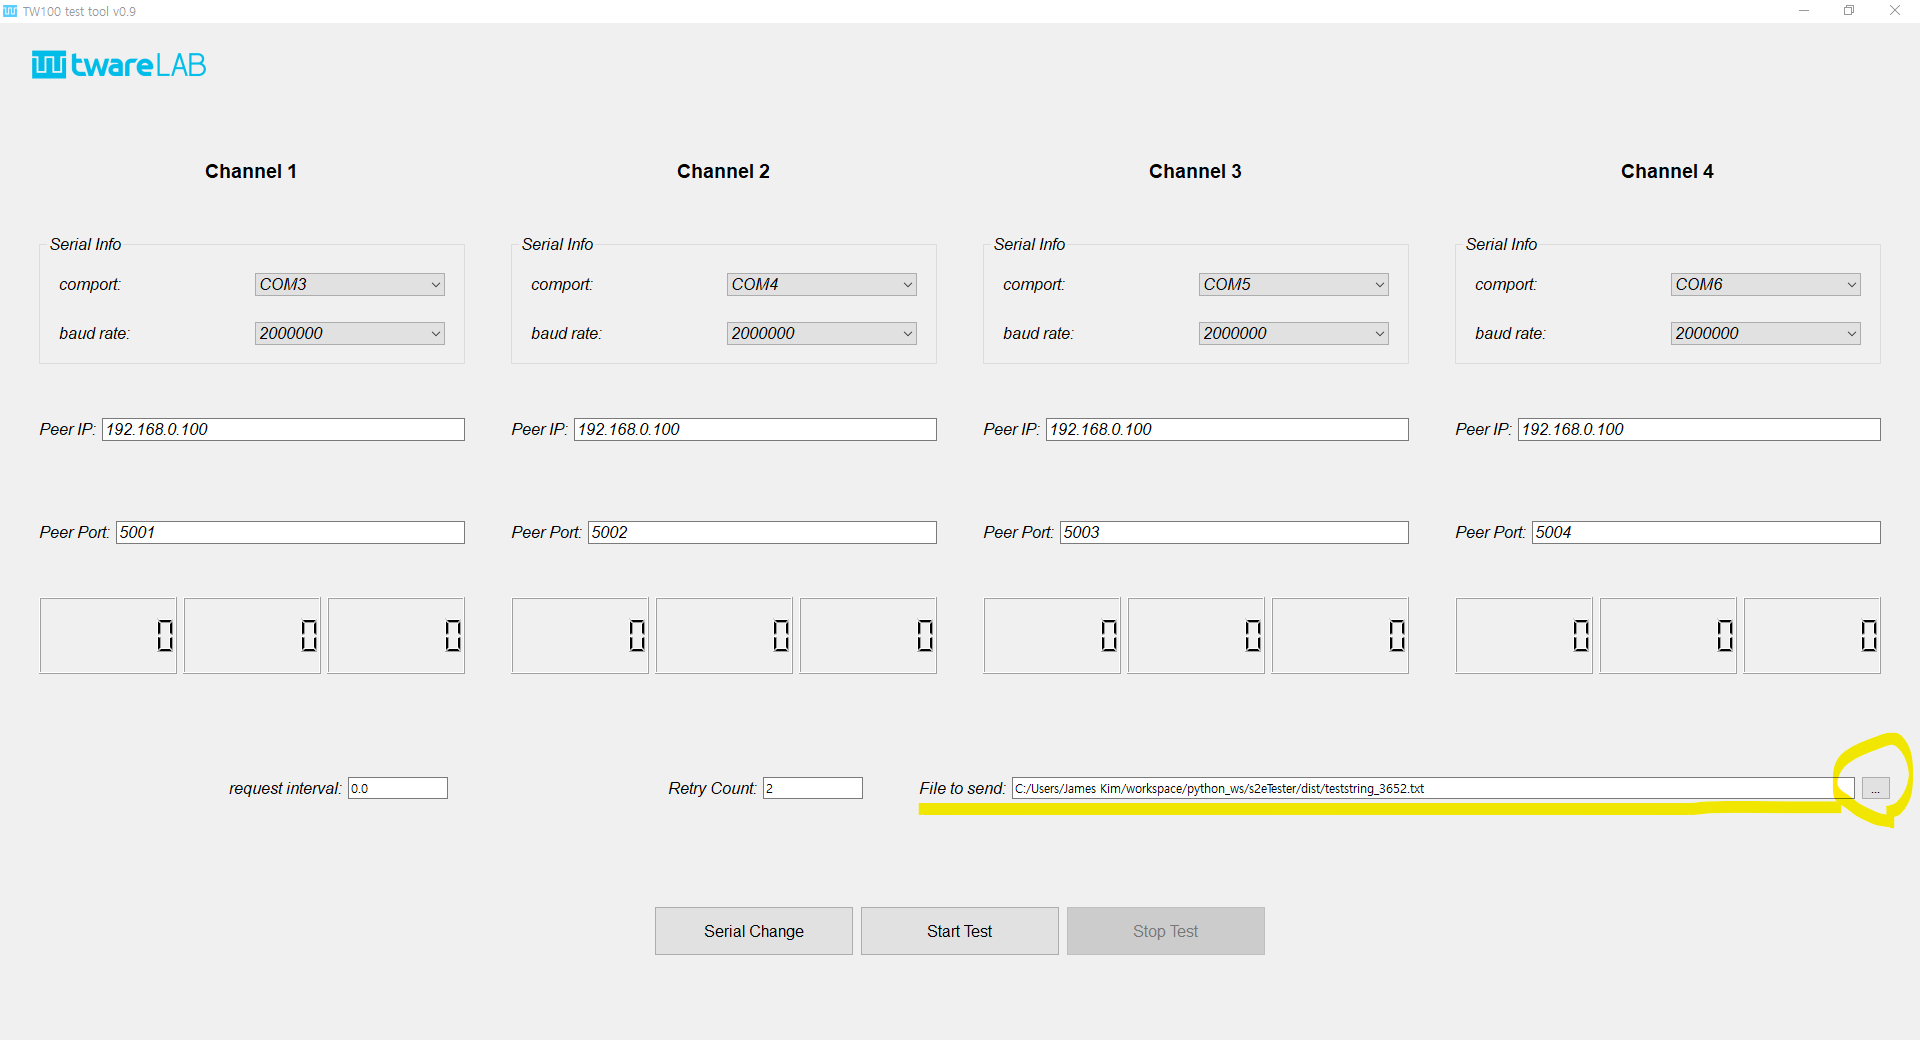 TW100 test tool v0.9
twareLAB
Channel 1 Channel 2 Channel 3 Channel 4
Serial Info Serial Info Serial Info Serial Info
comport: COM3 comport: COM4 comport: COM5 comport: COM6
baud rate: 2000000 baud rate: 2000000 baud rate: 2000000 baud rate: 2000000
Peer IP: 192.168.0.100 Peer IP: 192.168.0.100 Peer IP: 192.168.0.100 Peer IP: 192.168.0.100
Peer Port: 5001 Peer Port: 5002 Peer Port: 5003 Peer Port: 5004
0 0 0 0 0 0 0 0 0 0 0 0
request interval: 0.0 Retry Count: 2 File to send: C:/Users/James Kim/workspace/python_ws/s2eTester/dist/teststring_3652.txt ...
Serial Change Start Test Stop Test